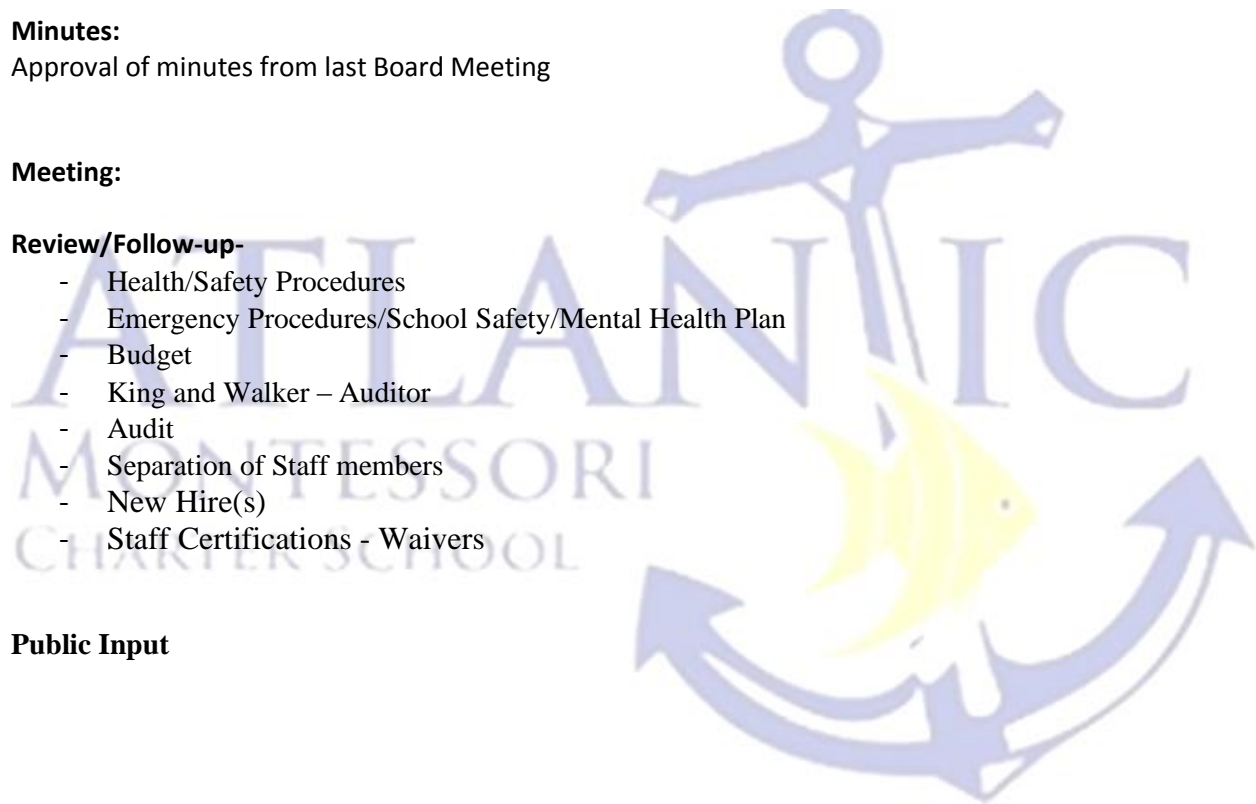 Minutes:
Approval of minutes from last Board Meeting
Meeting:
Review/Follow-up-
- Health/Safety Procedures
- Emergency Procedures/School Safety/Mental Health Plan
- Budget
- King and Walker – Auditor
- Audit
- Separation of Staff members
- New Hire(s)
- Staff Certifications - Waivers
Public Input
ATLANTIC
MONTESSORI
CHARTER SCHOOL